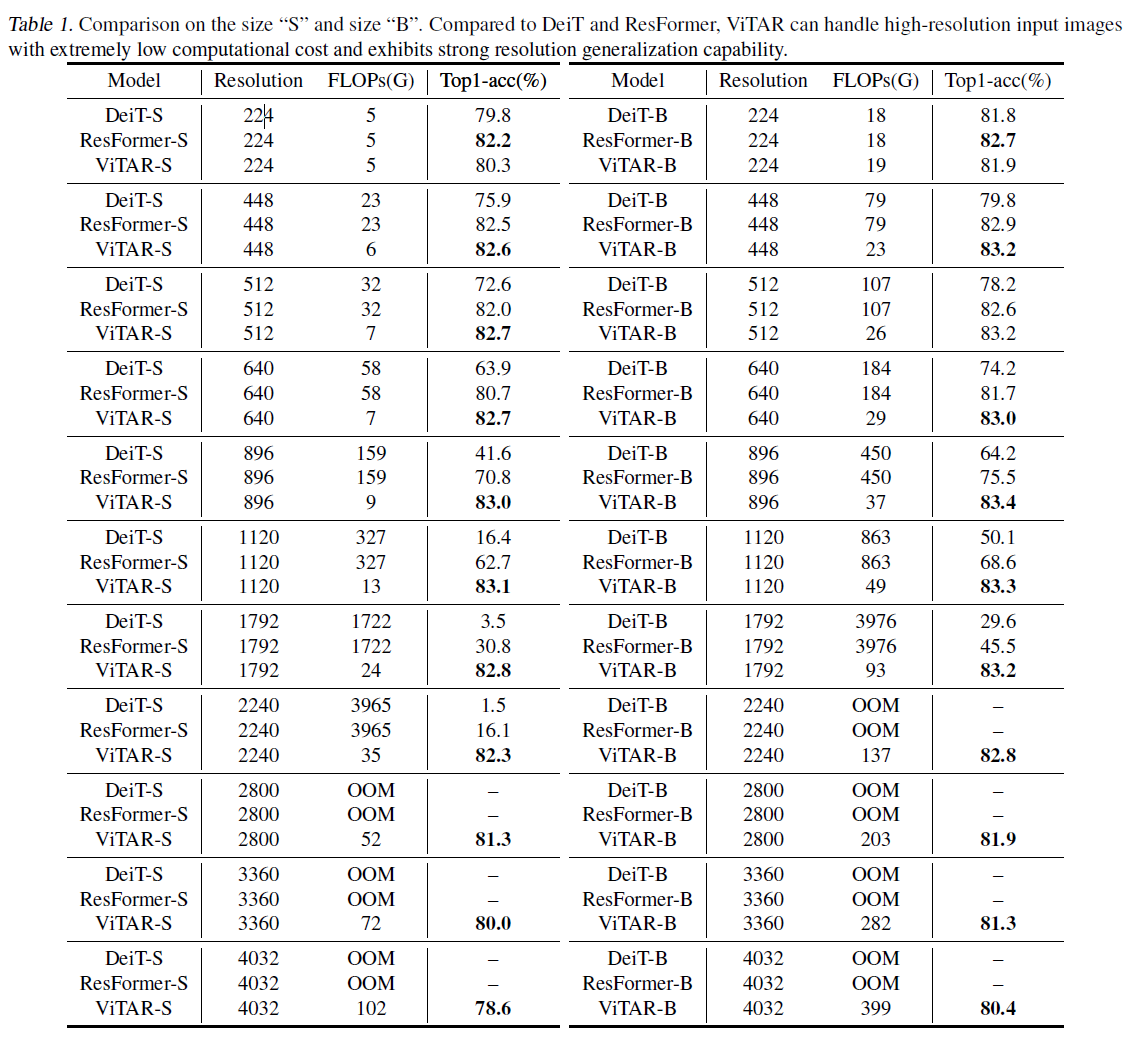 Table 1. Comparison on the size “S” and size “B”. Compared to DeiT and ResFormer, ViTAR can handle high-resolution input images
with extremely low computational cost and exhibits strong resolution generalization capability.
Model Resolution FLOPs(G) Top1-acc(%) Model Resolution FLOPs(G) Top1-acc(%)
DeiT-S 224 5 79.8 DeiT-B 224 18 81.8
ResFormer-S 224 5 82.2 ResFormer-B 224 18 82.7
ViTAR-S 224 5 80.3 ViTAR-B 224 19 81.9
DeiT-S 448 23 75.9 DeiT-B 448 79 79.8
ResFormer-S 448 23 82.5 ResFormer-B 448 79 82.9
ViTAR-S 448 6 82.6 ViTAR-B 448 23 83.2
DeiT-S 512 32 72.6 DeiT-B 512 107 78.2
ResFormer-S 512 32 82.0 ResFormer-B 512 107 82.6
ViTAR-S 512 7 82.7 ViTAR-B 512 26 83.2
DeiT-S 640 58 63.9 DeiT-B 640 184 74.2
ResFormer-S 640 58 80.7 ResFormer-B 640 184 81.7
ViTAR-S 640 7 82.7 ViTAR-B 640 29 83.0
DeiT-S 896 159 41.6 DeiT-B 896 450 64.2
ResFormer-S 896 159 70.8 ResFormer-B 896 450 75.5
ViTAR-S 896 9 83.0 ViTAR-B 896 37 83.4
DeiT-S 1120 327 16.4 DeiT-B 1120 863 50.1
ResFormer-S 1120 327 62.7 ResFormer-B 1120 863 68.6
ViTAR-S 1120 13 83.1 ViTAR-B 1120 49 83.3
DeiT-S 1792 1722 3.5 DeiT-B 1792 3976 29.6
ResFormer-S 1792 1722 30.8 ResFormer-B 1792 3976 45.5
ViTAR-S 1792 24 82.8 ViTAR-B 1792 93 83.2
DeiT-S 2240 3965 1.5 DeiT-B 2240 OOM –
ResFormer-S 2240 3965 16.1 ResFormer-B 2240 OOM –
ViTAR-S 2240 35 82.3 ViTAR-B 2240 137 82.8
DeiT-S 2800 OOM – DeiT-B 2800 OOM –
ResFormer-S 2800 OOM – ResFormer-B 2800 OOM –
ViTAR-S 2800 52 81.3 ViTAR-B 2800 203 81.9
DeiT-S 3360 OOM – DeiT-B 3360 OOM –
ResFormer-S 3360 OOM – ResFormer-B 3360 OOM –
ViTAR-S 3360 72 80.0 ViTAR-B 3360 282 81.3
DeiT-S 4032 OOM – DeiT-B 4032 OOM –
ResFormer-S 4032 OOM – ResFormer-B 4032 OOM –
ViTAR-S 4032 102 78.6 ViTAR-B 4032 399 80.4